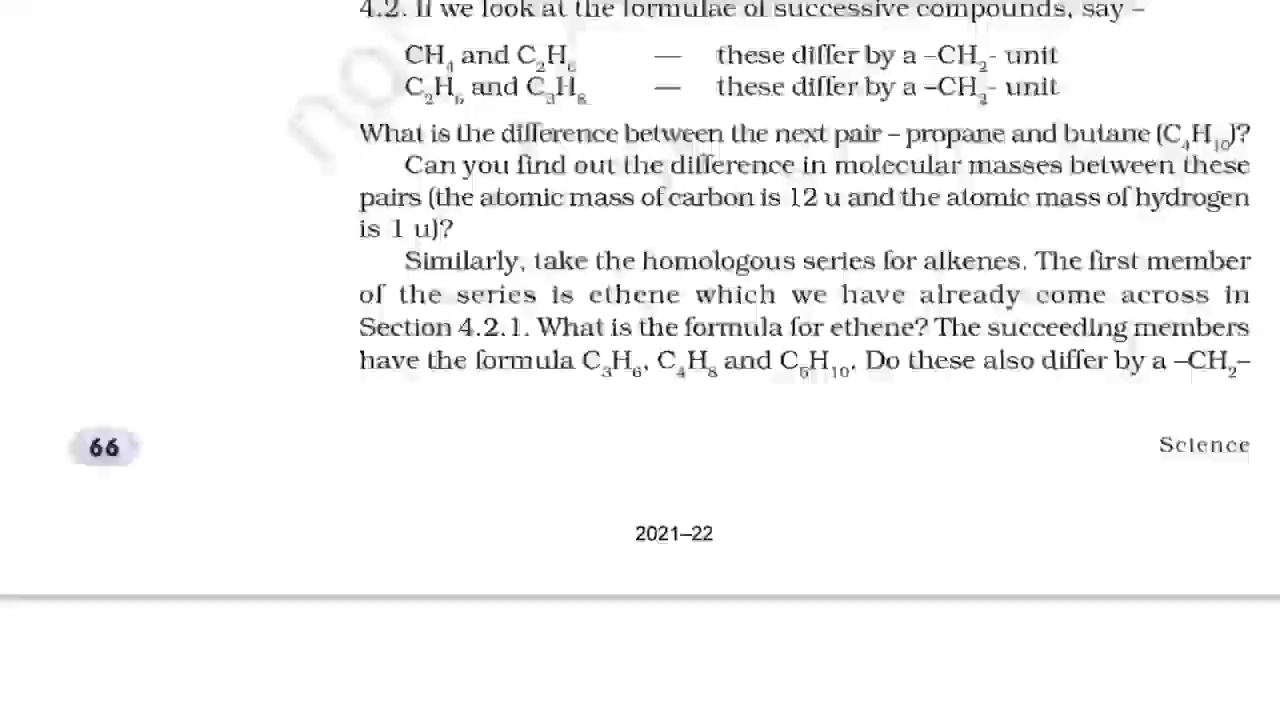 4.2. If we look at the formulae of successive compounds, say –
CH₄ and C₂H₆ — these differ by a –CH₂- unit
C₂H₆ and C₃H₈ — these differ by a –CH₂- unit
What is the difference between the next pair – propane and butane (C₄H₁₀)?
Can you find out the difference in molecular masses between these
pairs (the atomic mass of carbon is 12 u and the atomic mass of hydrogen
is 1 u)?
Similarly, take the homologous series for alkenes. The first member
of the series is ethene which we have already come across in
Section 4.2.1. What is the formula for ethene? The succeeding members
have the formula C₃H₆, C₄H₈ and C₅H₁₀. Do these also differ by a –CH₂–
66
Science
2021–22